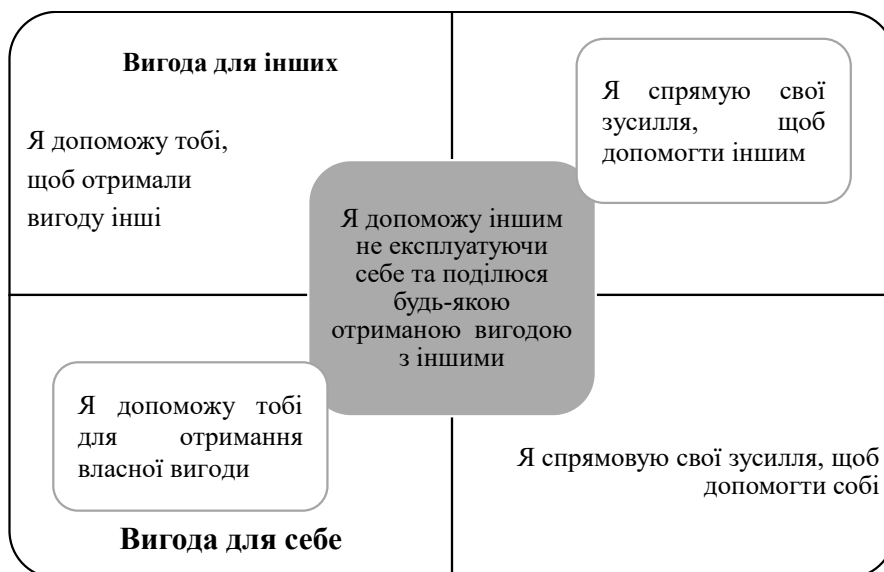 Вигода для інших
Я допоможу тобі,
щоб отримали
вигоду інші
Я спрямую свої
зусилля, щоб
допомогти іншим
Я допоможу іншим
не експлуатуючи
себе та поділюся
будь-якою
отриманою вигодою
з іншими
Я допоможу тобі
для отримання
власної вигоди
Вигода для себе
Я спрямовую свої зусилля, щоб
допомогти собі